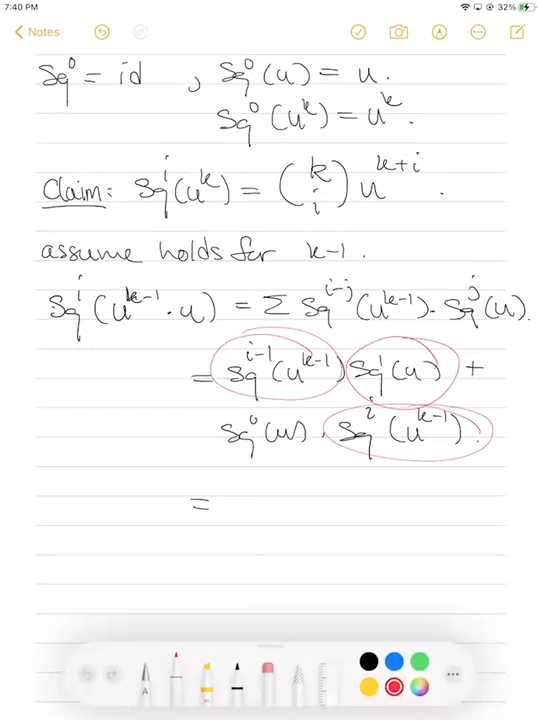 7:40 PM 32%
Notes
Sq⁰ = id , Sq⁰(u) = u.
Sq⁰(uᵏ) = uᵏ.
Claim: Sqⁱ(uᵏ) = (k i) uᵏ⁺ⁱ .
assume holds for k-1.
Sqⁱ(uᵏ⁻¹ · u) = Σ Sqⁱ⁻ʲ(uᵏ⁻¹) · Sqʲ(u).
= Sqⁱ⁻¹(uᵏ⁻¹) Sq¹(u) +
Sq⁰(u) · Sqⁱ(uᵏ⁻¹).
=
A